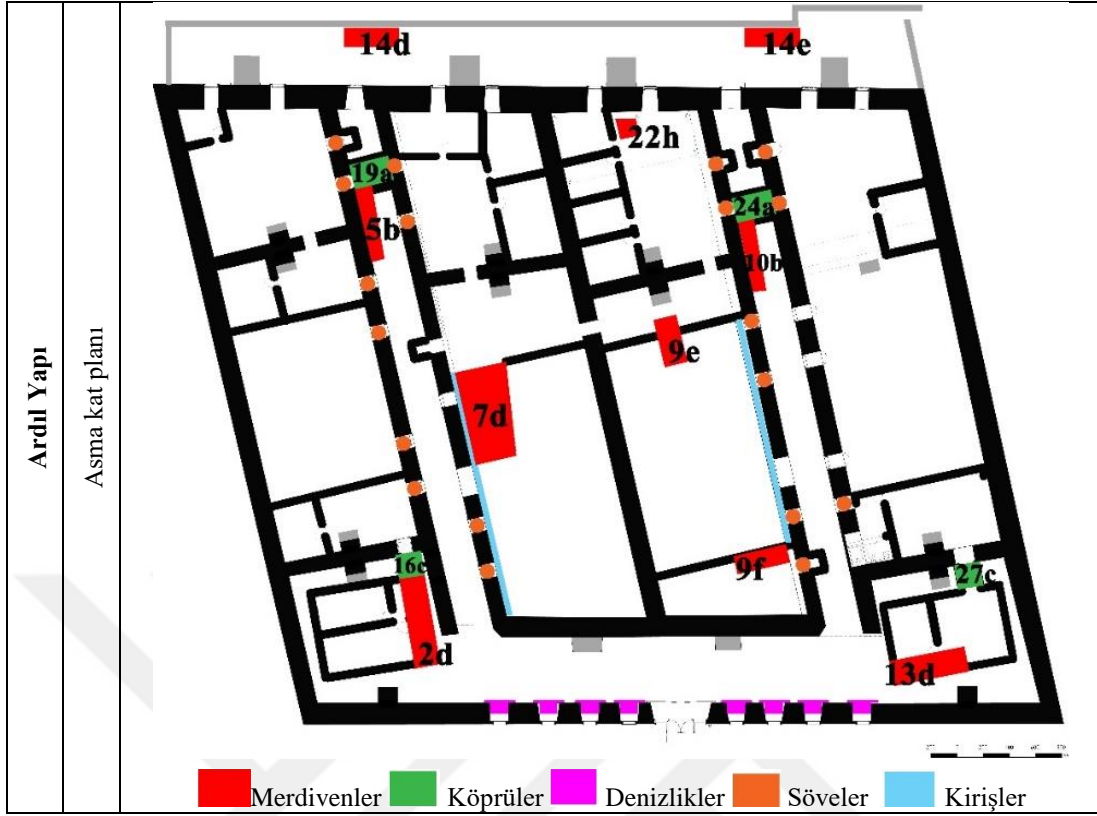 Ardıl Yapı
Asma kat planı
14d
14e
22h
19a
24a
5b
10b
9e
7d
16c
9f
27c
2d
13d
Merdivenler Köprüler Denizlikler Söveler Kirişler